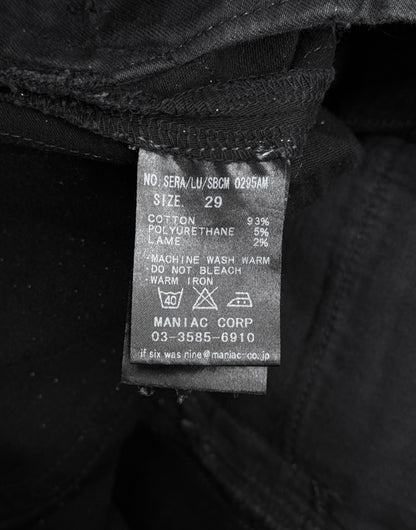 NO. SERA/LU/SBCM 0295AM
SIZE. 29
COTTON 93%
POLYURETHANE 5%
LAME 2%
·MACHINE WASH WARM
·DO NOT BLEACH
·WARM IRON
40
MANIAC CORP
03-3585-6910
if six was nine@maniac-co.jp